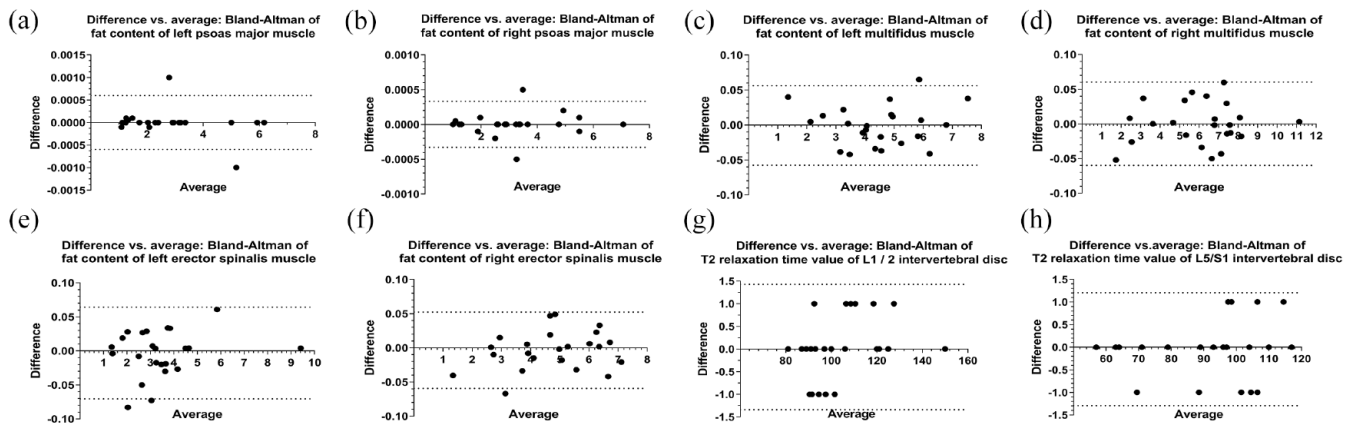 (a)
Difference vs. average: Bland-Altman of
fat content of left psoas major muscle
0.0015
0.0010
0.0005
0.0000
-0.0005
-0.0010
-0.0015
Difference
2
4
6
8
Average
(b)
Difference vs. average: Bland-Altman of
fat content of right psoas major muscle
0.0010
0.0005
0.0000
-0.0005
-0.0010
Difference
2
4
6
8
Average
(c)
Difference vs. average: Bland-Altman of
fat content of left multifidus muscle
0.10
0.05
0.00
-0.05
-0.10
Difference
1
2
3
4
5
6
7
8
Average
(d)
Difference vs. average: Bland-Altman of
fat content of right multifidus muscle
0.10
0.05
0.00
-0.05
-0.10
Difference
1
2
3
4
5
6
7
8
9
10
11
12
Average
(e)
Difference vs. average: Bland-Altman of
fat content of left erector spinalis muscle
0.10
0.05
0.00
-0.05
-0.10
Difference
1
2
3
4
5
6
7
8
9
10
Average
(f)
Difference vs. average: Bland-Altman of
fat content of right erector spinalis muscle
0.10
0.05
0.00
-0.05
-0.10
Difference
1
2
3
4
5
6
7
8
Average
(g)
Difference vs. average: Bland-Altman of
T2 relaxation time value of L1 / 2 intervertebral disc
1.5
1.0
0.5
0.0
-0.5
-1.0
-1.5
Difference
80
100
120
140
160
Average
(h)
Difference vs.average: Bland-Altman of
T2 relaxation time value of L5/S1 intervertebral disc
1.5
1.0
0.5
0.0
-0.5
-1.0
-1.5
Difference
60
80
100
120
Average